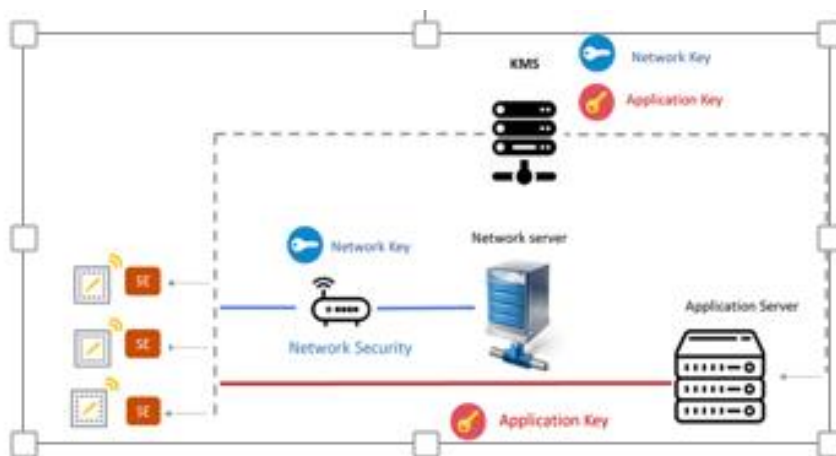 KMS
Network Key
Application Key
Network Key
Network server
SE
Application Server
SE
Network Security
SE
Application Key